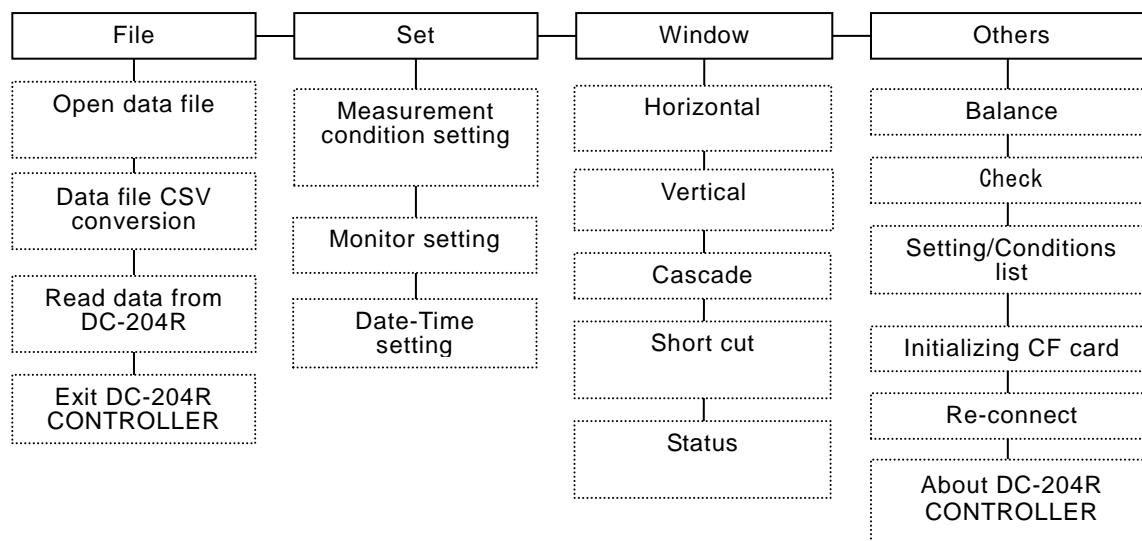 File
Set
Window
Others
Open data file
Data file CSV
conversion
Read data from
DC-204R
Exit DC-204R
CONTROLLER
Measurement
condition setting
Monitor setting
Date-Time
setting
Horizontal
Vertical
Cascade
Short cut
Status
Balance
Check
Setting/Conditions
list
Initializing CF card
Re-connect
About DC-204R
CONTROLLER